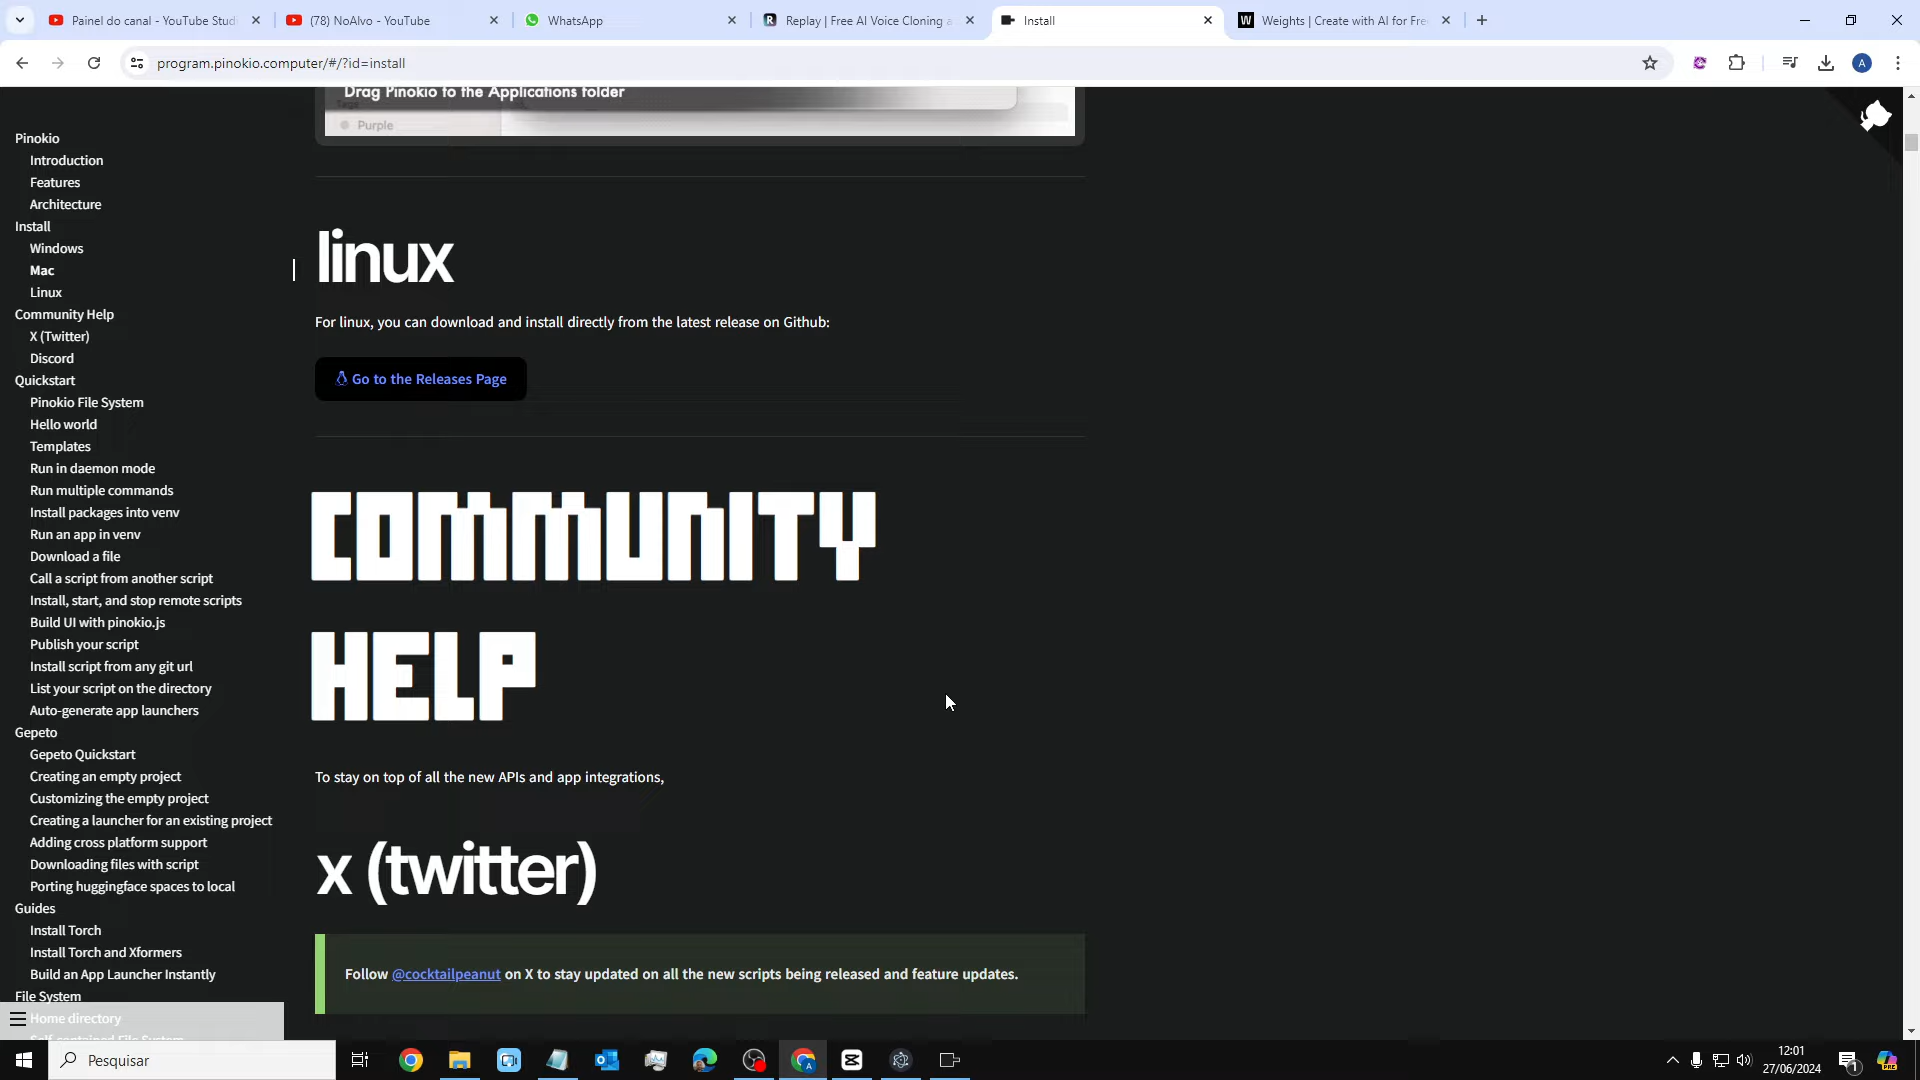 Painel do canal - YouTube Studi
(78) NoAlvo - YouTube
WhatsApp
Replay | Free AI Voice Cloning a
Install
Weights | Create with AI for Fre
program.pinokio.computer/#/?id=install
A
Drag Pinokio to the Applications folder
Purple
Pinokio
Introduction
Features
Architecture
Install
Windows
Mac
Linux
Community Help
X (Twitter)
Discord
Quickstart
Pinokio File System
Hello world
Templates
Run in daemon mode
Run multiple commands
Install packages into venv
Run an app in venv
Download a file
Call a script from another script
Install, start, and stop remote scripts
Build UI with pinokio.js
Publish your script
Install script from any git url
List your script on the directory
Auto-generate app launchers
Gepeto
Gepeto Quickstart
Creating an empty project
Customizing the empty project
Creating a launcher for an existing project
Adding cross platform support
Downloading files with script
Porting huggingface spaces to local
Guides
Install Torch
Install Torch and Xformers
Build an App Launcher Instantly
File System
Home directory
Self-contained File System
linux
For linux, you can download and install directly from the latest release on Github:
Go to the Releases Page
COMMUNITY
HELP
To stay on top of all the new APIs and app integrations,
x (twitter)
Follow @cocktailpeanut on X to stay updated on all the new scripts being released and feature updates.
Pesquisar
12:01
27/06/2024
1